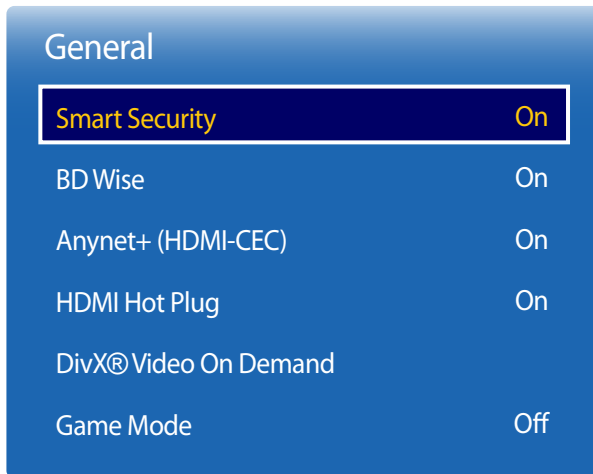 General
Smart Security On
BD Wise On
Anynet+ (HDMI-CEC) On
HDMI Hot Plug On
DivX® Video On Demand
Game Mode Off